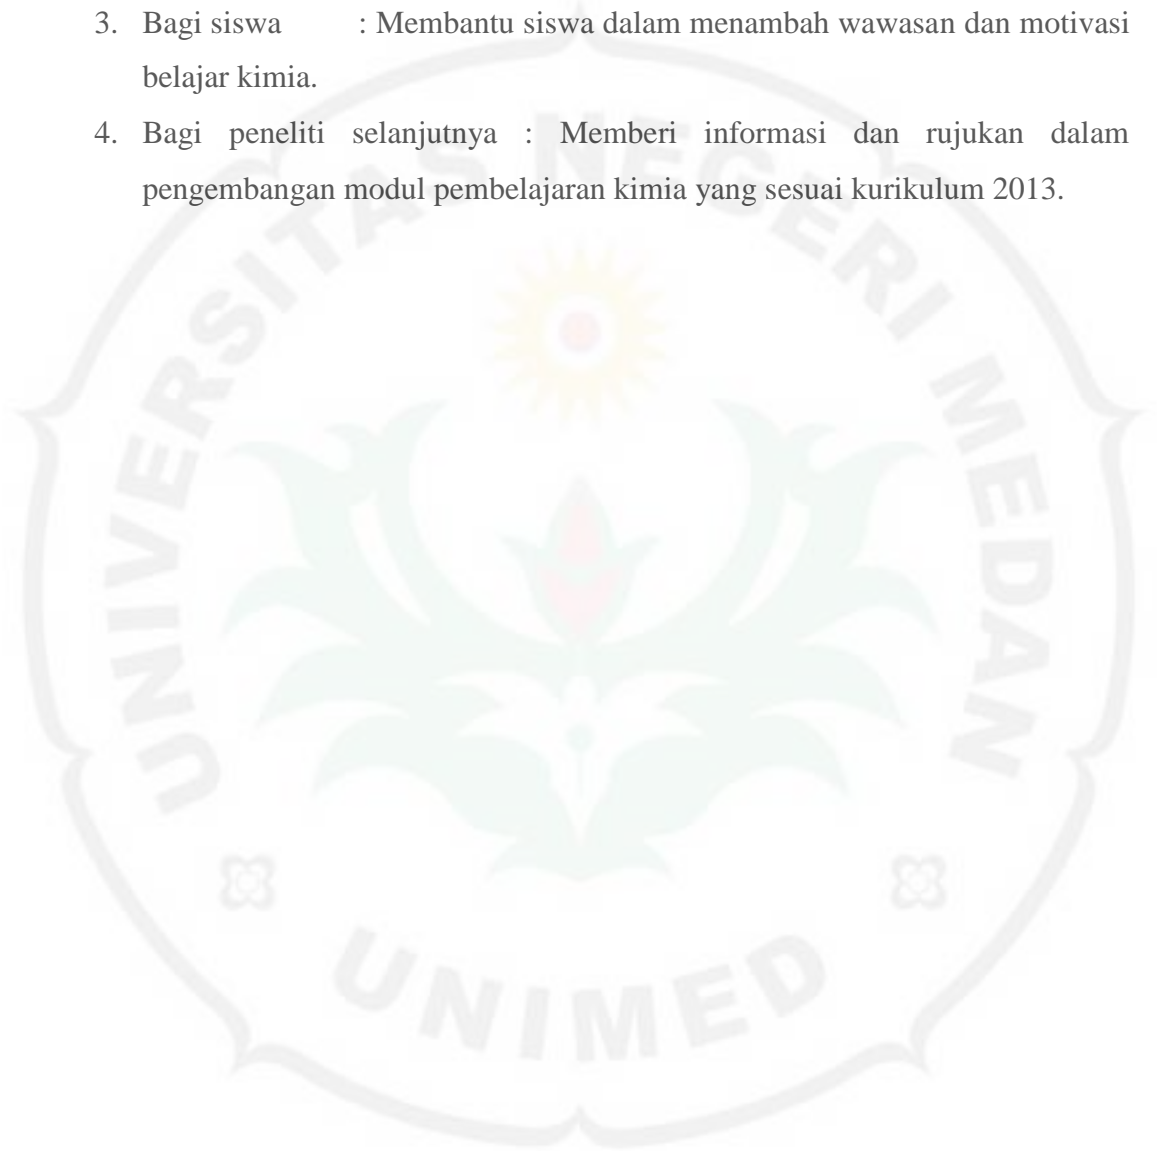 3. Bagi siswa : Membantu siswa dalam menambah wawasan dan motivasi
belajar kimia.
4. Bagi peneliti selanjutnya : Memberi informasi dan rujukan dalam
pengembangan modul pembelajaran kimia yang sesuai kurikulum 2013.
UNIVERSITAS NEGERI MEDAN
UNIMED